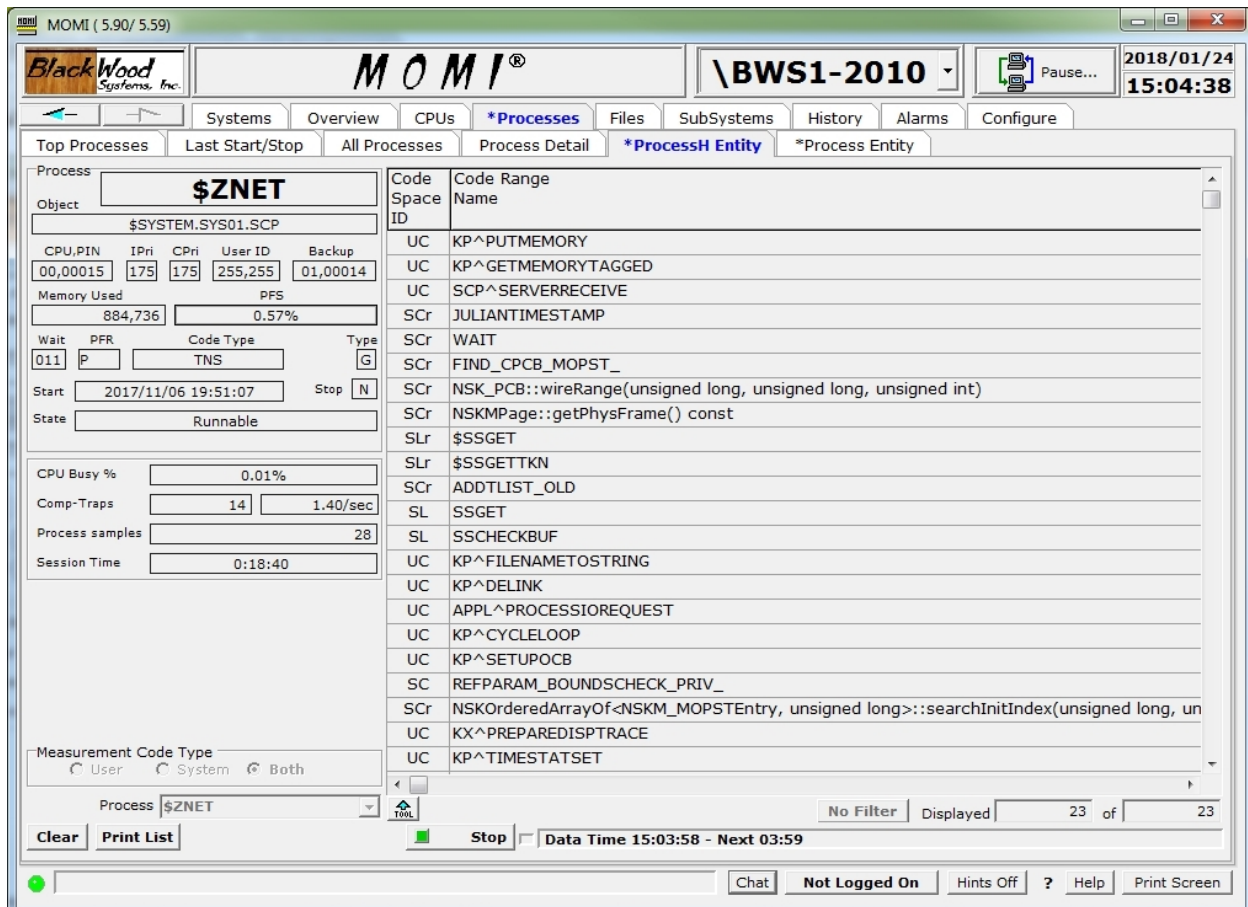 MOMI ( 5.90/ 5.59)
BlackWood
Systems, Inc.
MOMI®
\BWS1-2010
Pause...
2018/01/24
15:04:38
Systems Overview CPUs *Processes Files SubSystems History Alarms Configure
Top Processes Last Start/Stop All Processes Process Detail *ProcessH Entity *Process Entity
Process
Object
$ZNET
$SYSTEM.SYS01.SCP
CPU,PIN IPri CPri User ID Backup
00,00015 175 175 255,255 01,00014
Memory Used PFS
884,736 0.57%
Wait PFR Code Type Type
011 P TNS G
Start 2017/11/06 19:51:07 Stop N
State Runnable
CPU Busy % 0.01%
Comp-Traps 14 1.40/sec
Process samples 28
Session Time 0:18:40
Measurement Code Type
User System Both
Process $ZNET
Clear Print List
Code Space ID Code Range Name
UC KP^PUTMEMORY
UC KP^GETMEMORYTAGGED
UC SCP^SERVERRECEIVE
SCr JULIANTIMESTAMP
SCr WAIT
SCr FIND_CPCB_MOPST_
SCr NSK_PCB::wireRange(unsigned long, unsigned long, unsigned int)
SCr NSKMPage::getPhysFrame() const
SLr $SSGET
SLr $SSGETTKN
SCr ADDTLIST_OLD
SL SSGET
SL SSCHECKBUF
UC KP^FILENAMETOSTRING
UC KP^DELINK
UC APPL^PROCESSIOREQUEST
UC KP^CYCLELOOP
UC KP^SETUPOCB
SC REFPARAM_BOUNDSCHECK_PRIV_
SCr NSKOrderedArrayOf<NSKM_MOPSTEntry, unsigned long>::searchInitIndex(unsigned long, un
UC KX^PREPAREDISPTRACE
UC KP^TIMESTATSET
TOOL
No Filter Displayed 23 of 23
Stop Data Time 15:03:58 - Next 03:59
Chat Not Logged On Hints Off ? Help Print Screen